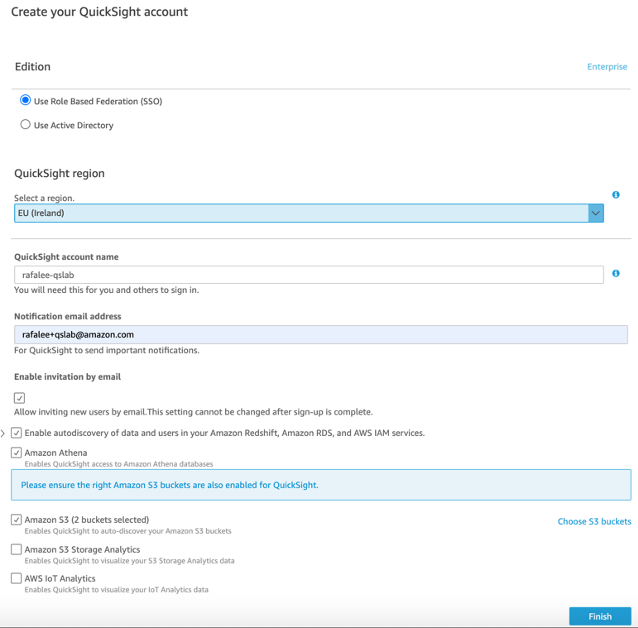 Create your QuickSight account
Edition
Enterprise
Use Role Based Federation (SSO)
Use Active Directory
QuickSight region
Select a region.
EU (Ireland)
QuickSight account name
rafalee-qslab
You will need this for you and others to sign in.
Notification email address
rafalee+qslab@amazon.com
For QuickSight to send important notifications.
Enable invitation by email
Allow inviting new users by email.This setting cannot be changed after sign-up is complete.
Enable autodiscovery of data and users in your Amazon Redshift, Amazon RDS, and AWS IAM services.
Amazon Athena
Enables QuickSight access to Amazon Athena databases
Please ensure the right Amazon S3 buckets are also enabled for QuickSight.
Amazon S3 (2 buckets selected)
Choose S3 buckets
Enables QuickSight to auto-discover your Amazon S3 buckets
Amazon S3 Storage Analytics
Enables QuickSight to visualize your S3 Storage Analytics data
AWS IoT Analytics
Enables QuickSight to visualize your IoT Analytics data
Finish